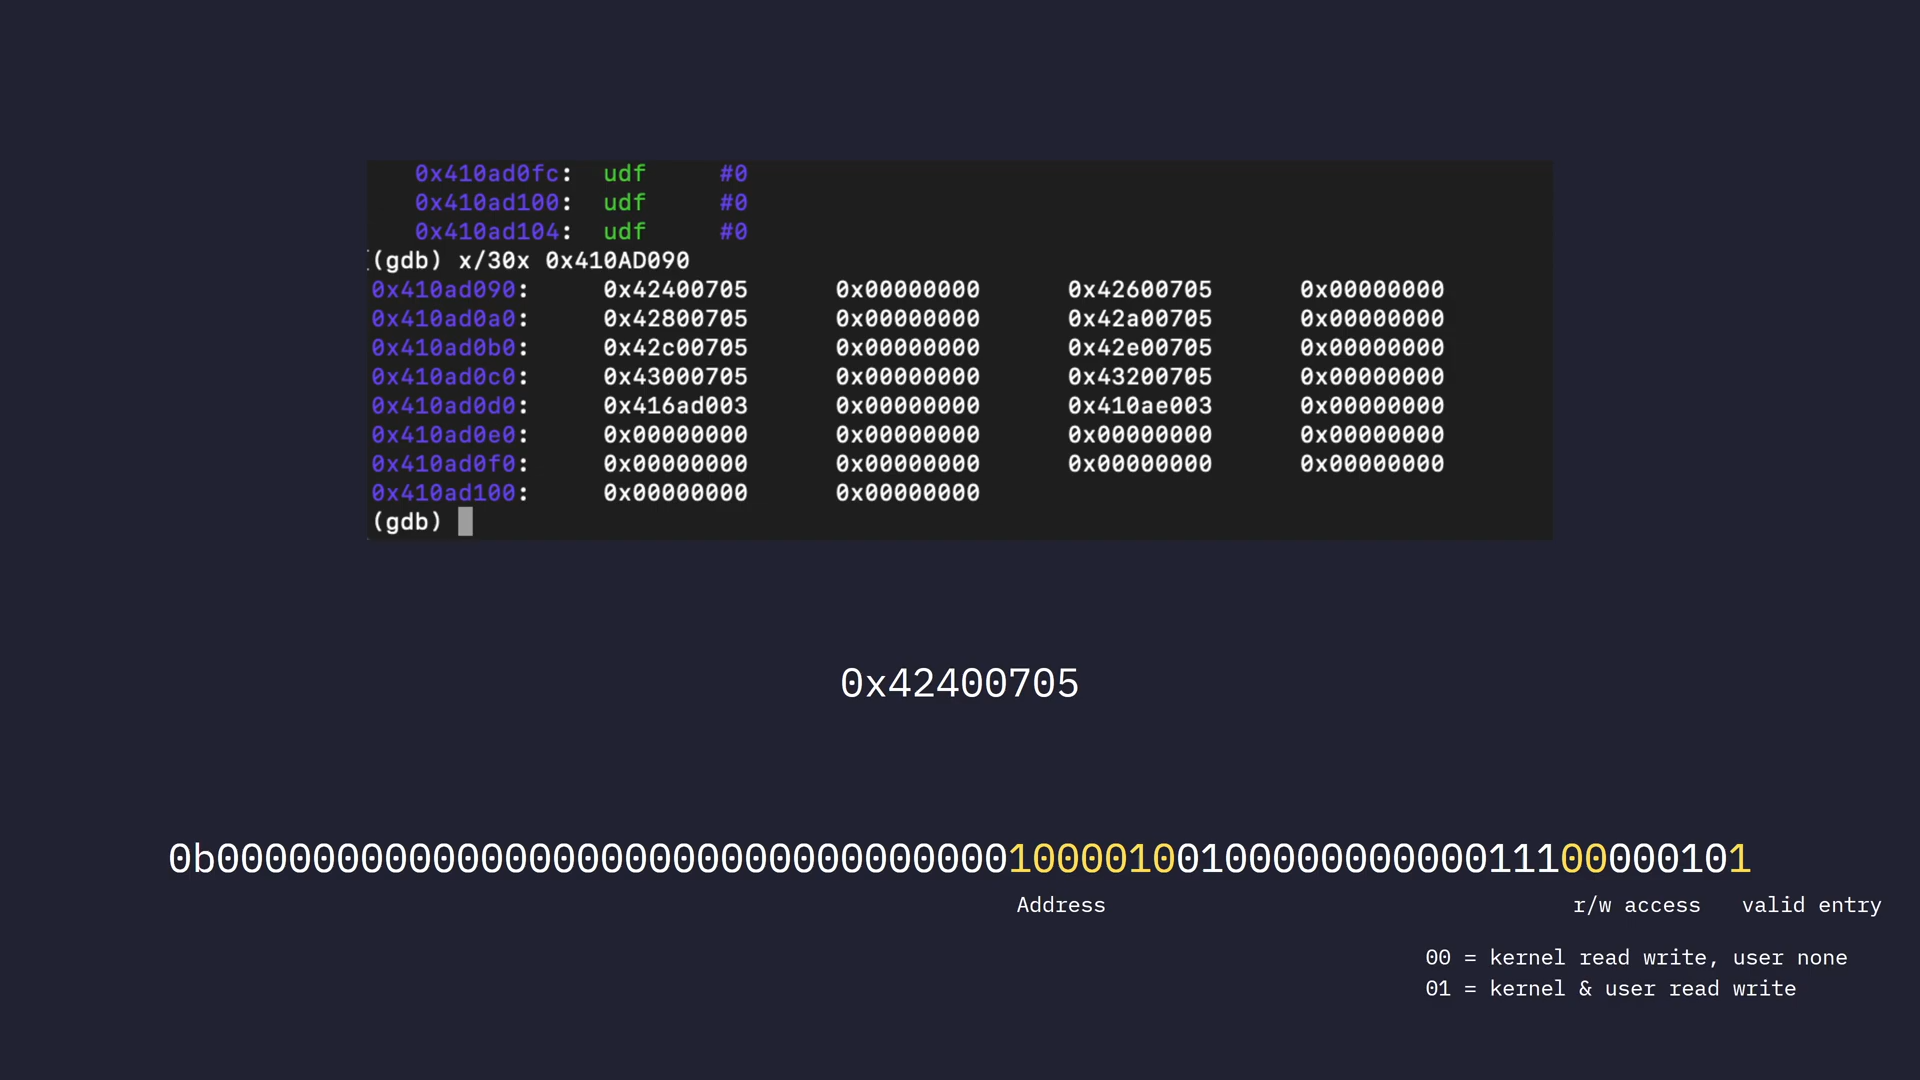 0x410ad0fc: udf #0
0x410ad100: udf #0
0x410ad104: udf #0
(gdb) x/30x 0x410AD090
0x410ad090: 0x42400705 0x00000000 0x42600705 0x00000000
0x410ad0a0: 0x42800705 0x00000000 0x42a00705 0x00000000
0x410ad0b0: 0x42c00705 0x00000000 0x42e00705 0x00000000
0x410ad0c0: 0x43000705 0x00000000 0x43200705 0x00000000
0x410ad0d0: 0x416ad003 0x00000000 0x410ae003 0x00000000
0x410ad0e0: 0x00000000 0x00000000 0x00000000 0x00000000
0x410ad0f0: 0x00000000 0x00000000 0x00000000 0x00000000
0x410ad100: 0x00000000 0x00000000
(gdb)
0x42400705
0b0000000000000000000000000000000001000010010000000000011100000101
Address r/w access valid entry
00 = kernel read write, user none
01 = kernel & user read write